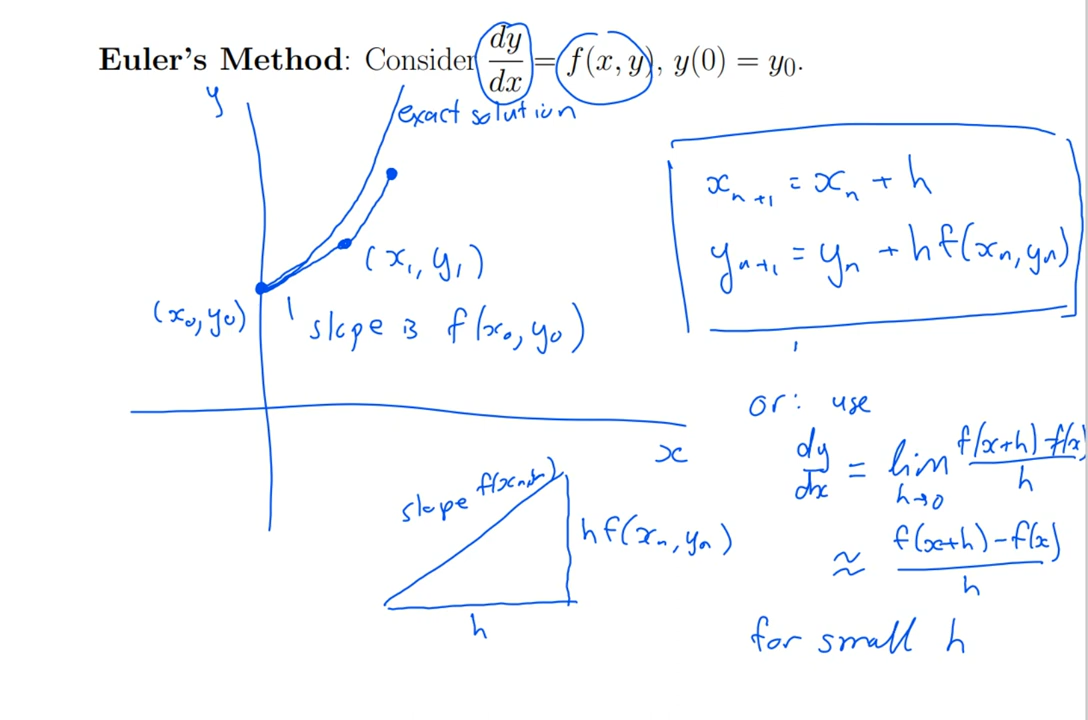 Euler's Method: Consider dy/dx = f(x, y), y(0) = y₀.
y
exact solution
xₙ₊₁ = xₙ + h
yₙ₊₁ = yₙ + hf(xₙ, yₙ)
(x₁, y₁)
(x₀, y₀)
slope is f(x₀, y₀)
x
or: use
dy/dx = lim h→0 f(x+h)-f(x)/h
≈ f(x+h)-f(x)/h
for small h
slope f(xₙ, yₙ)
hf(xₙ, yₙ)
h